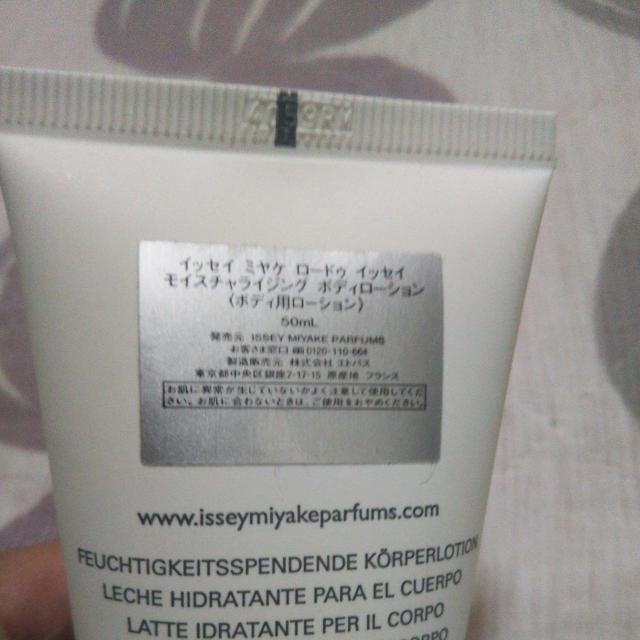 イッセイ ミヤケ ロードゥ イッセイ
モイスチャライジング ボディローション
(ボディ用ローション)
50mL
発売元 ISSEY MIYAKE PARFUMS
お客さま窓口 0120-110-664
製造販売元 株式会社 コトパス
東京都中央区銀座7-17-15 原産地 フランス
お肌に異常が生じていないかよく注意して使用してくだ
さい。お肌に合わないときは、ご使用をおやめください。
www.isseymiyakeparfums.com
FEUCHTIGKEITSSPENDENDE KÖRPERLOTION
LECHE HIDRATANTE PARA EL CUERPO
LATTE IDRATANTE PER IL CORPO
CORPO